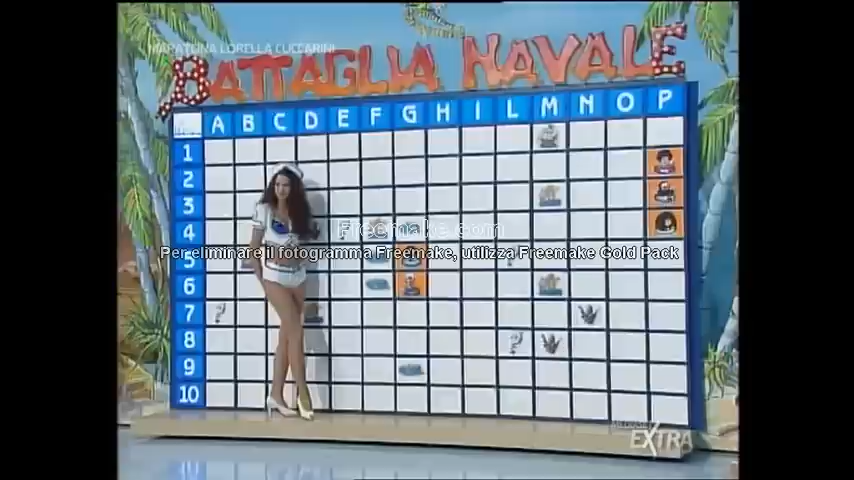 MARATONA LORELLA CUCCARINI
BATTAGLIA NAVALE
A B C D E F G H I L M N O P
1
2
3
4
Freemake.com
Per eliminare il fotogramma Freemake, utilizza Freemake Gold Pack
5
6
7
?
8
9
10
EXTRA